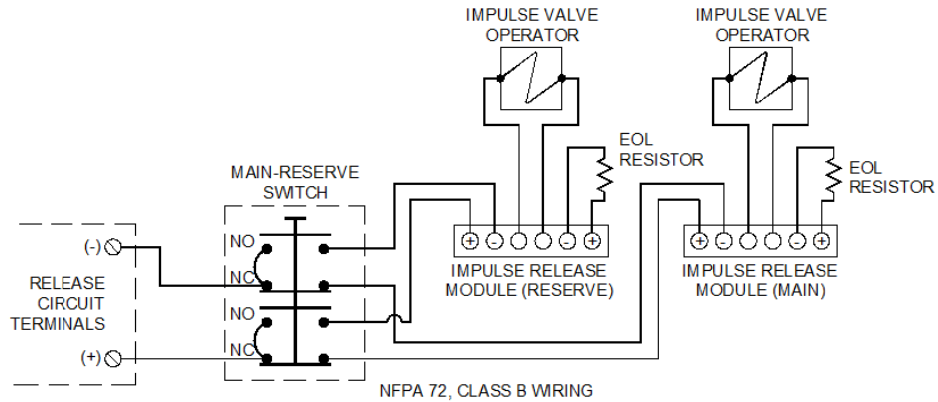 IMPULSE VALVE
OPERATOR
IMPULSE VALVE
OPERATOR
EOL
RESISTOR
EOL
RESISTOR
MAIN-RESERVE
SWITCH
(-)
NO
NC
NO
NC
(+)
RELEASE
CIRCUIT
TERMINALS
+ - - +
IMPULSE RELEASE
MODULE (RESERVE)
+ - - +
IMPULSE RELEASE
MODULE (MAIN)
NFPA 72, CLASS B WIRING